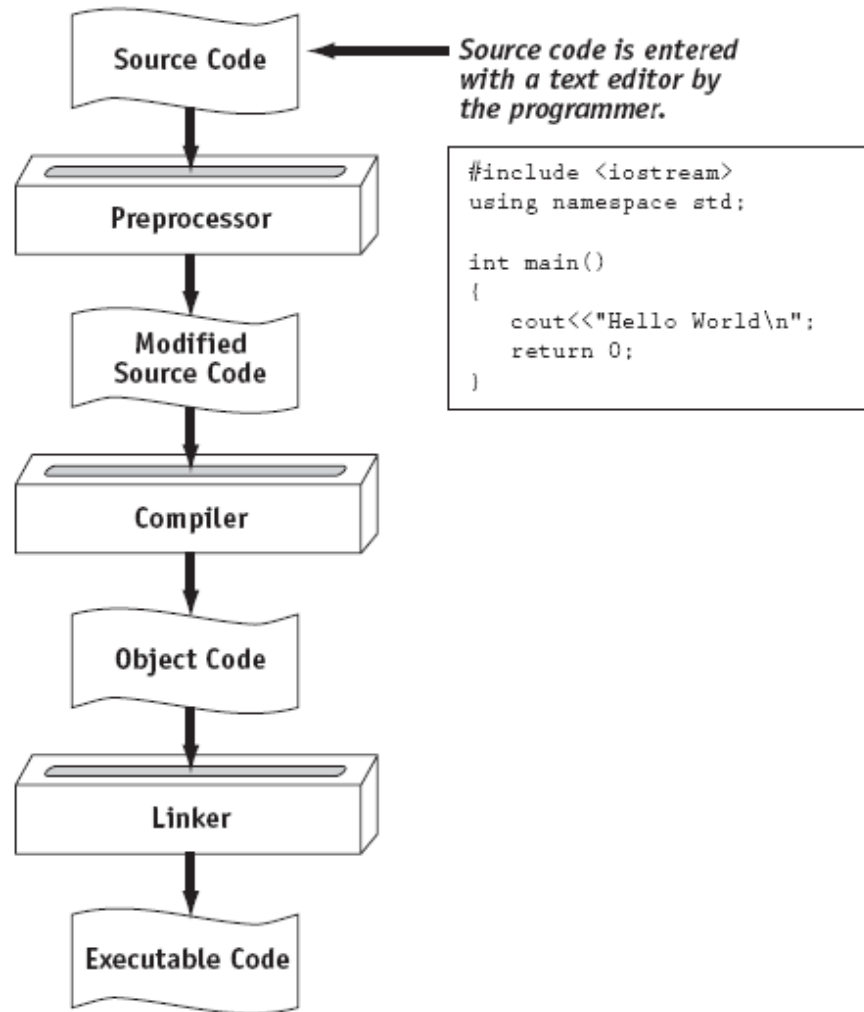 Source Code
Source code is entered
with a text editor by
the programmer.
#include <iostream>
using namespace std;
int main()
{
cout<<"Hello World\n";
return 0;
}
Preprocessor
Modified
Source Code
Compiler
Object Code
Linker
Executable Code